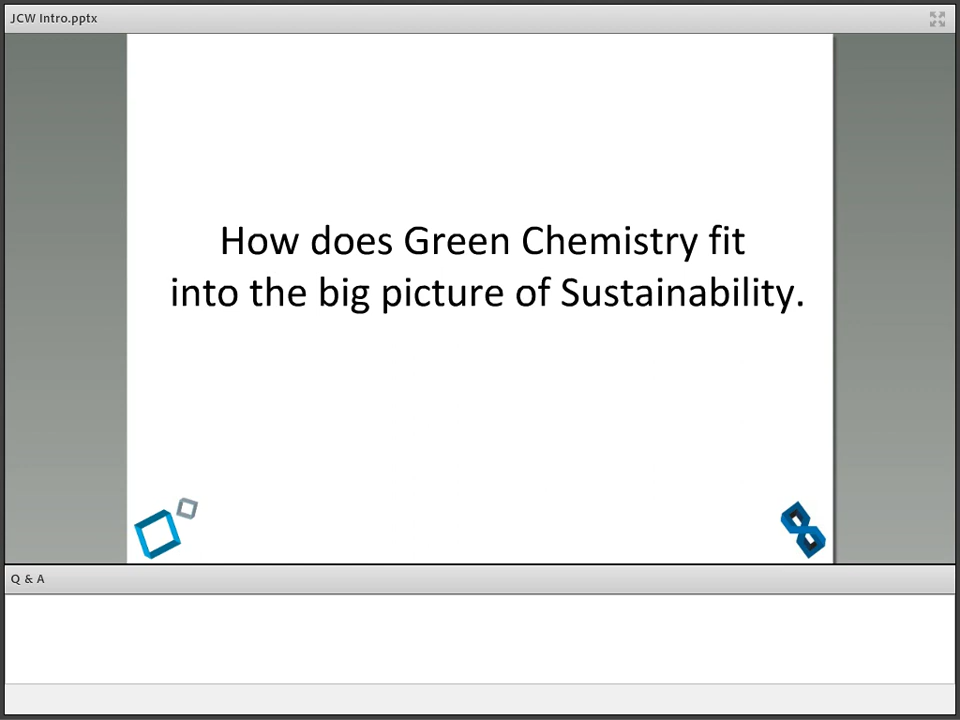 JCW Intro.pptx
How does Green Chemistry fit
into the big picture of Sustainability.
Q & A